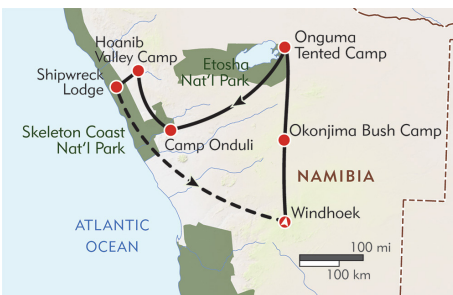 Onguma
Tented Camp
Hoanib
Valley Camp
Etosha
Nat'l Park
Shipwreck
Lodge
Skeleton Coast
Nat'l Park
Camp Onduli
Okonjima Bush Camp
NAMIBIA
Windhoek
ATLANTIC
OCEAN
100 mi
100 km